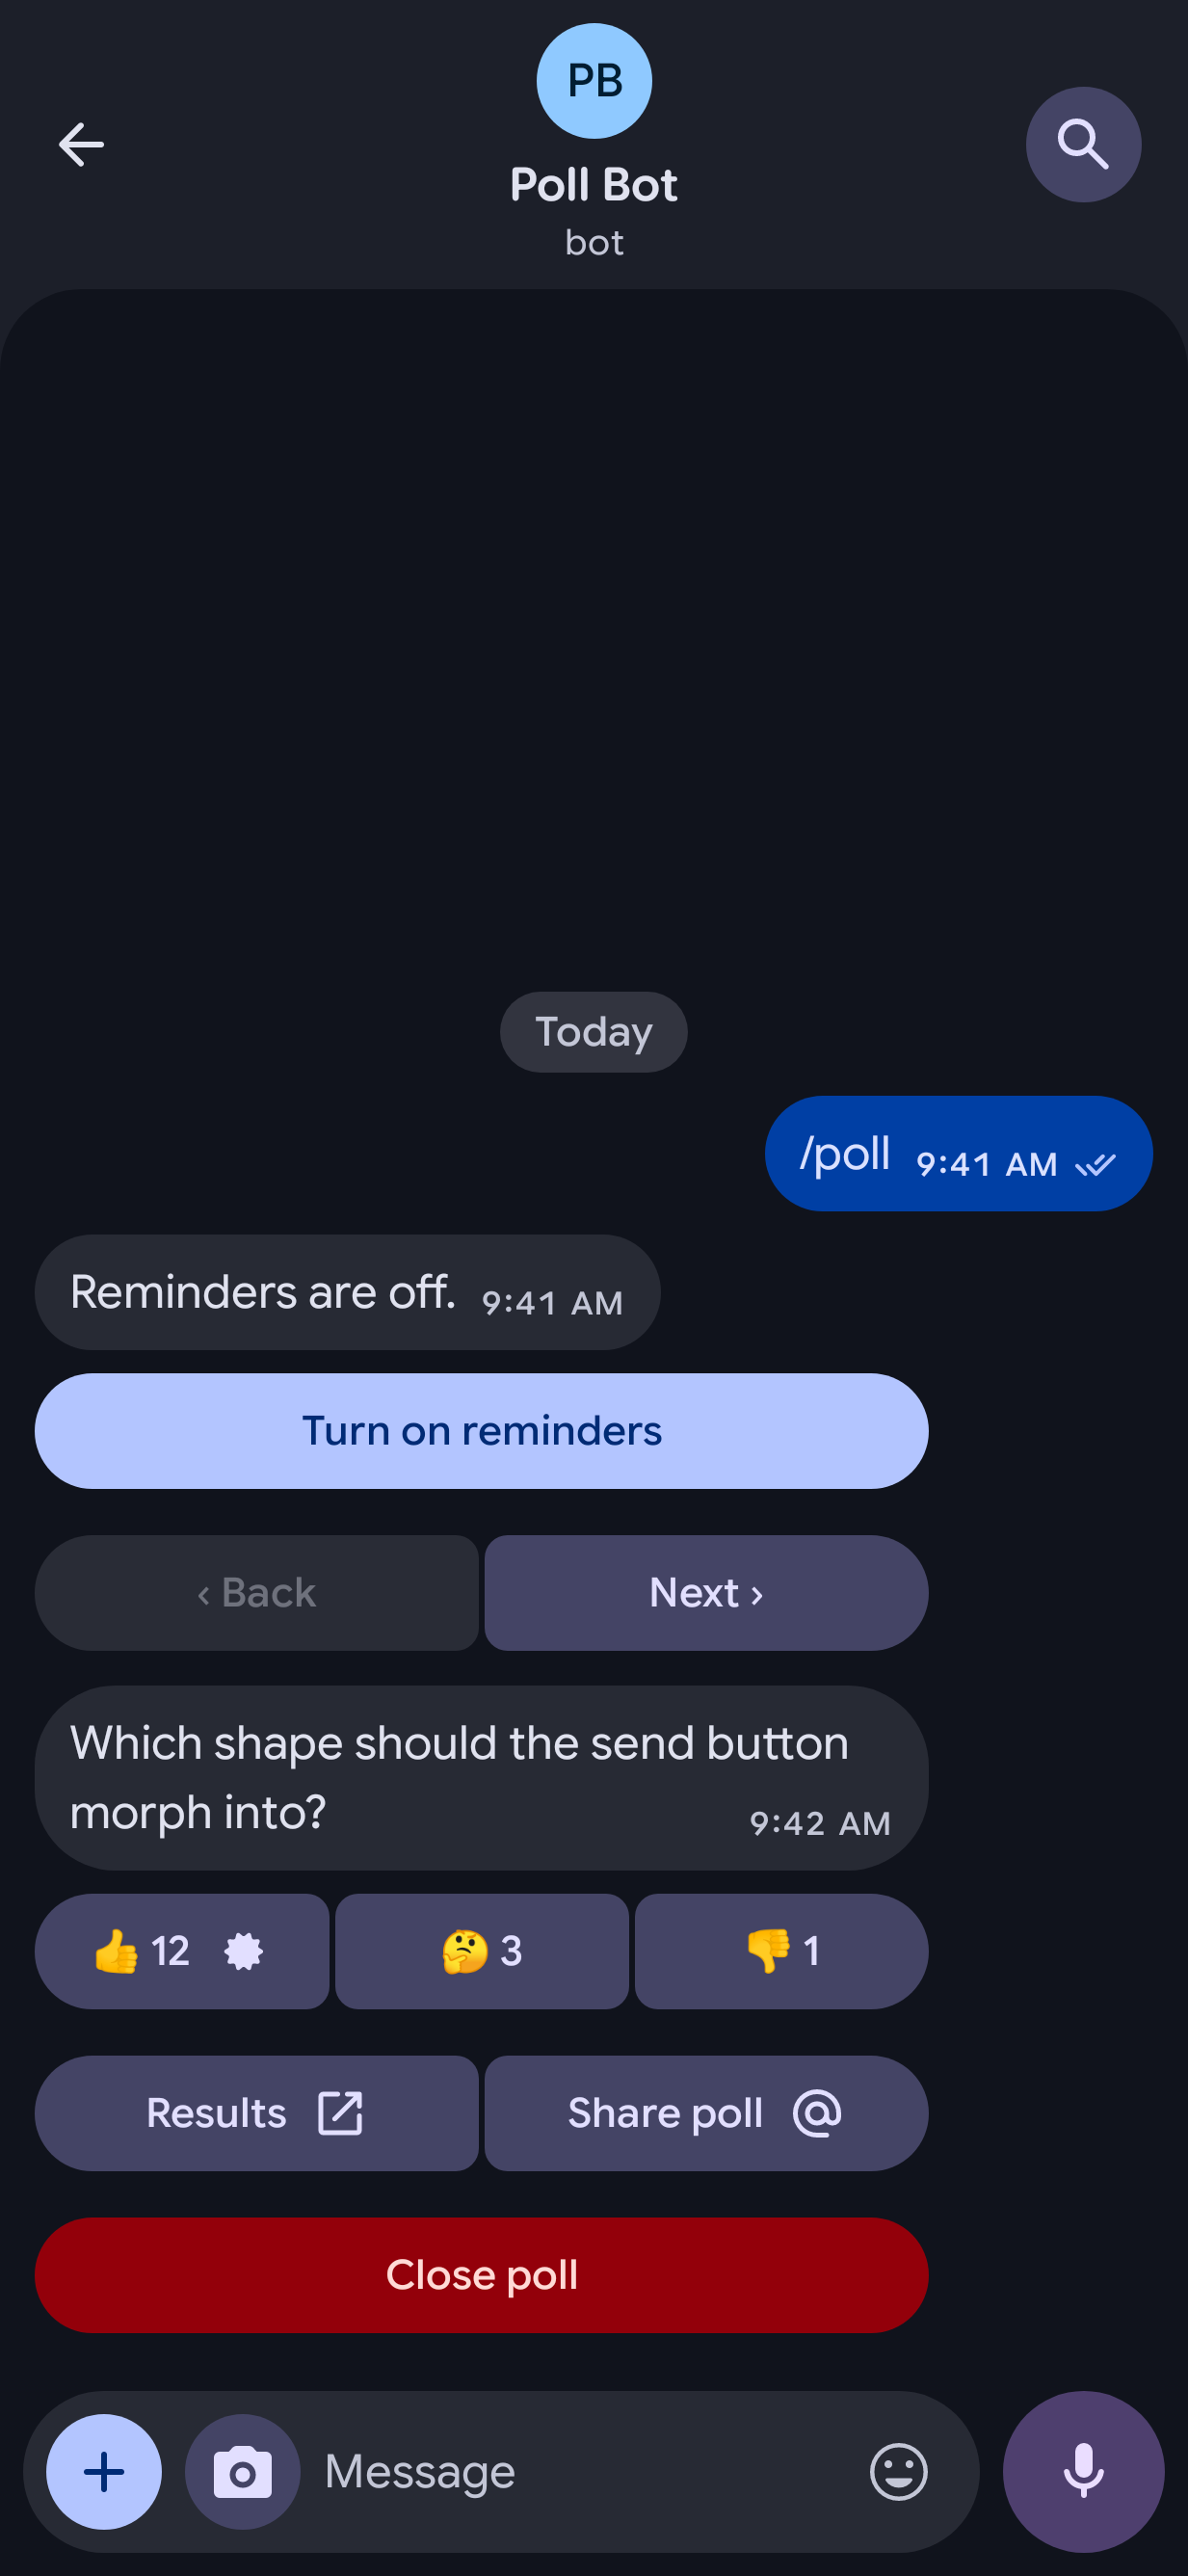 PB
Poll Bot
bot
Today
/poll 9:41 AM
Reminders are off. 9:41 AM
Turn on reminders
‹ Back
Next ›
Which shape should the send button
morph into? 9:42 AM
👍 12
🤔 3
👎 1
Results
Share poll
Close poll
Message